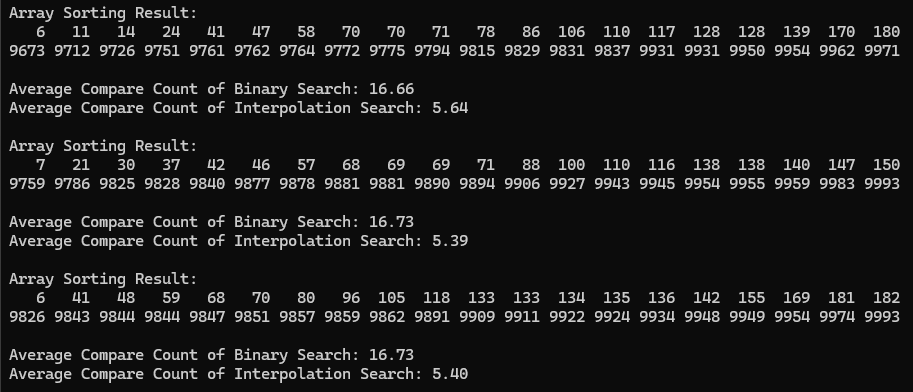 Array Sorting Result:
6 11 14 24 41 47 58 70 70 71 78 86 106 110 117 128 128 139 170 180
9673 9712 9726 9751 9761 9762 9764 9772 9775 9794 9815 9829 9831 9837 9931 9931 9950 9954 9962 9971
Average Compare Count of Binary Search: 16.66
Average Compare Count of Interpolation Search: 5.64
Array Sorting Result:
7 21 30 37 42 46 57 68 69 69 71 88 100 110 116 138 138 140 147 150
9759 9786 9825 9828 9840 9877 9878 9881 9881 9890 9894 9906 9927 9943 9945 9954 9955 9959 9983 9993
Average Compare Count of Binary Search: 16.73
Average Compare Count of Interpolation Search: 5.39
Array Sorting Result:
6 41 48 59 68 70 80 96 105 118 133 133 134 135 136 142 155 169 181 182
9826 9843 9844 9844 9847 9851 9857 9859 9862 9891 9909 9911 9922 9924 9934 9948 9949 9954 9974 9993
Average Compare Count of Binary Search: 16.73
Average Compare Count of Interpolation Search: 5.40